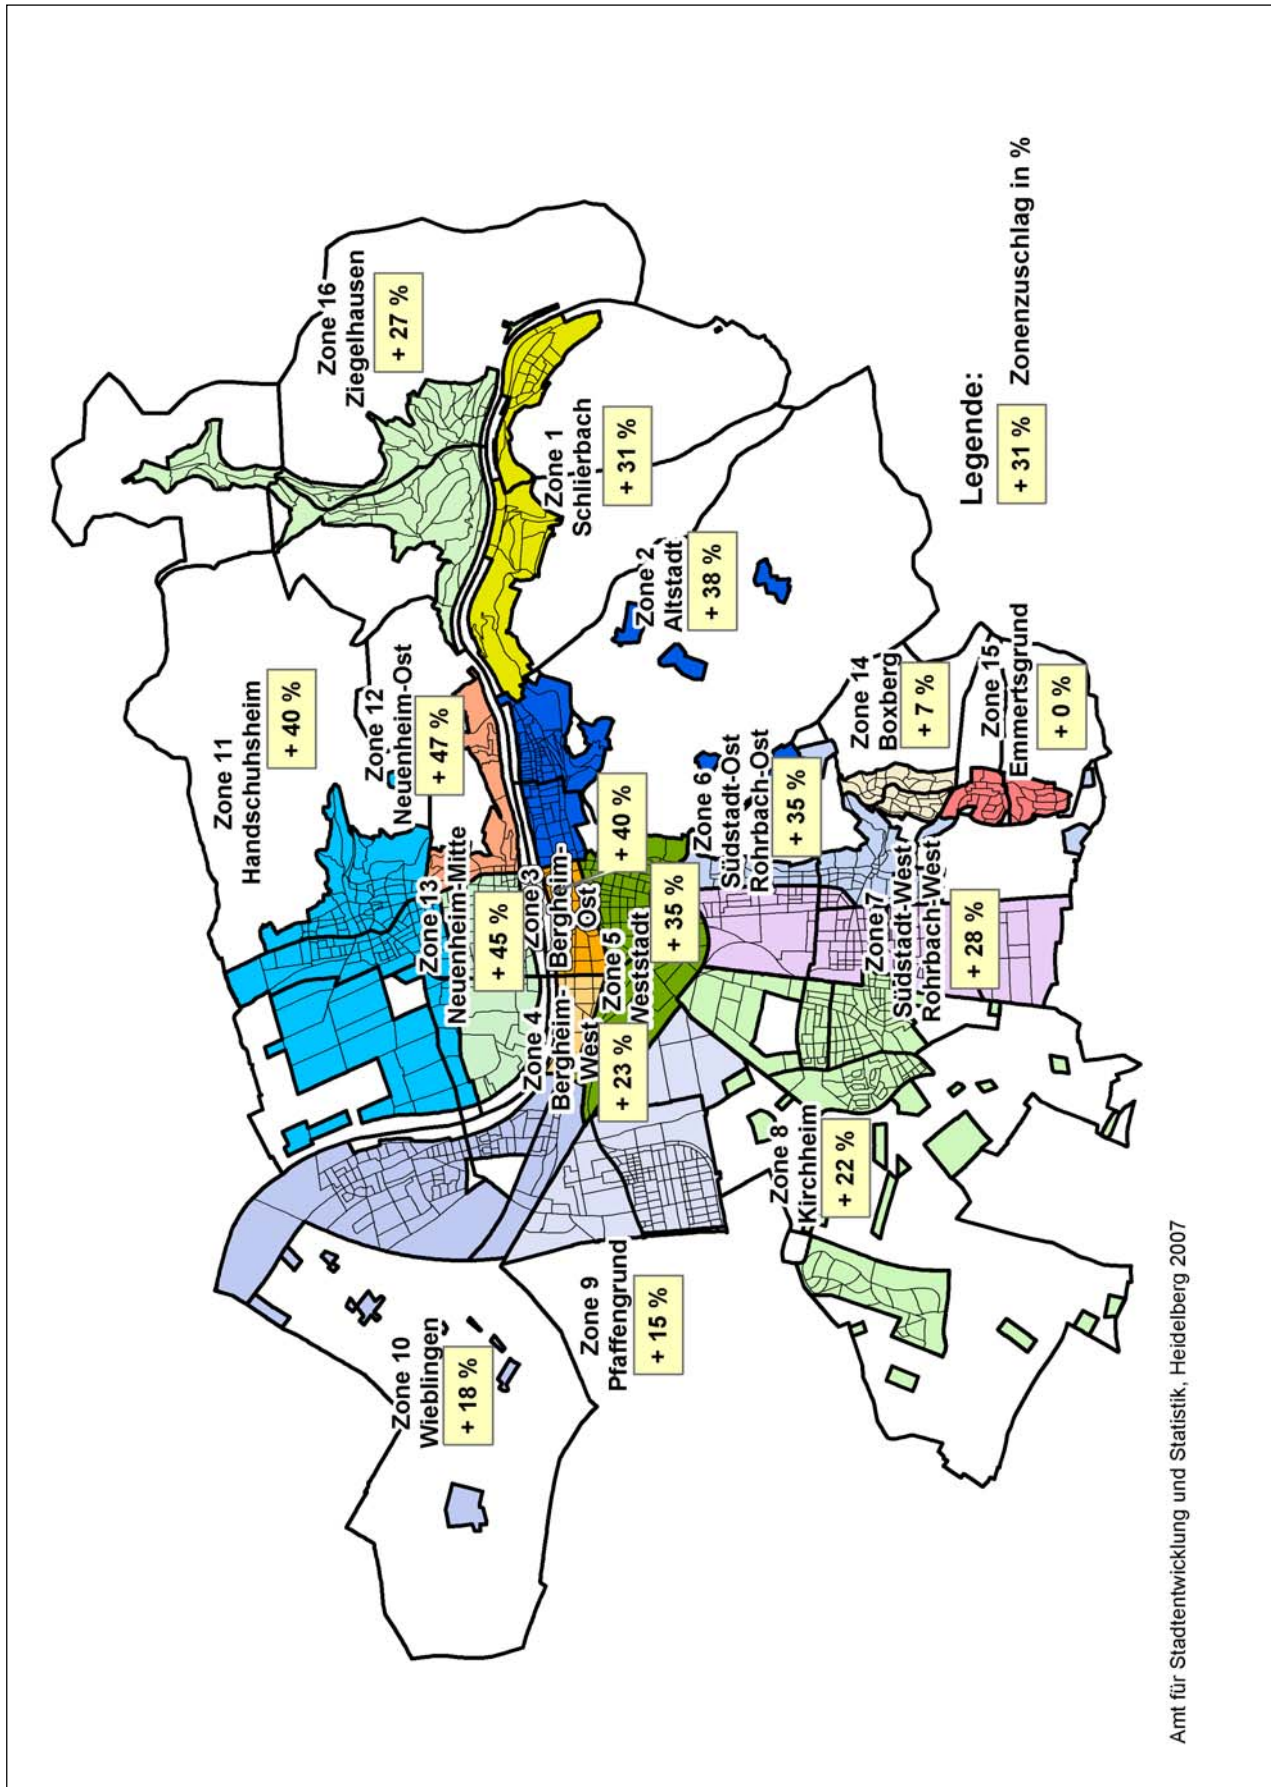 Zone 11
Handschuhsheim
+ 40 %
Zone 16
Ziegelhausen
+ 27 %
Zone 12
Neuenheim-Ost
+ 47 %
Zone 13
Neuenheim-Mitte
+ 45 %
Zone 10
Wieblingen
+ 18 %
Zone 3
Bergheim-
Ost
+ 40 %
Zone 4
Bergheim-
West
+ 23 %
Zone 1
Schlierbach
+ 31 %
Zone 5
Weststadt
+ 35 %
Zone 2
Altstadt
+ 38 %
Zone 9
Pfaffengrund
+ 15 %
Zone 6
Südstadt-Ost
Rohrbach-Ost
+ 35 %
Zone 8
Kirchheim
+ 22 %
Zone 7
Südstadt-West/
Rohrbach-West
+ 28 %
Zone 14
Boxberg
+ 7 %
Zone 15
Emmertsgrund
+ 0 %
Legende:
+ 31 % Zonenzuschlag in %
Amt für Stadtentwicklung und Statistik, Heidelberg 2007